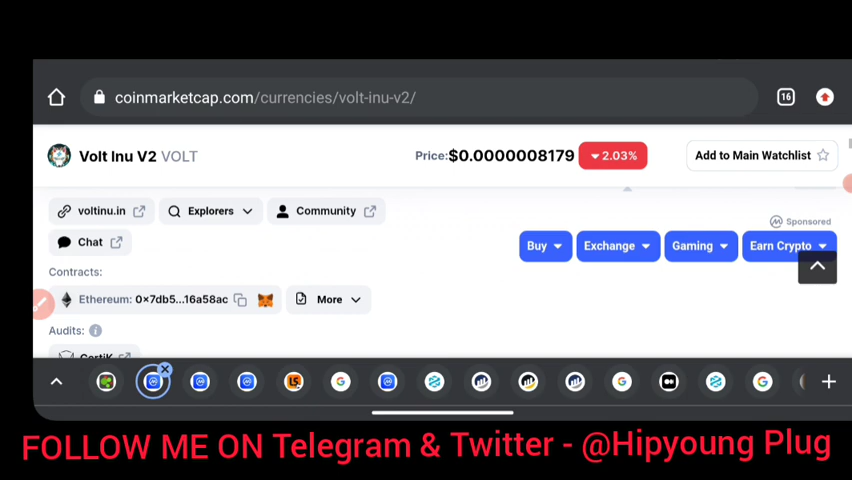 coinmarketcap.com/currencies/volt-inu-v2/
16
Volt Inu V2 VOLT
Price:$0.0000008179
2.03%
Add to Main Watchlist
voltinu.in
Explorers
Community
Sponsored
Chat
Buy
Exchange
Gaming
Earn Crypto
Contracts:
Ethereum: 0x7db5...16a58ac
More
Audits:
CertiK
LS
FOLLOW ME ON Telegram & Twitter - @Hipyoung Plug